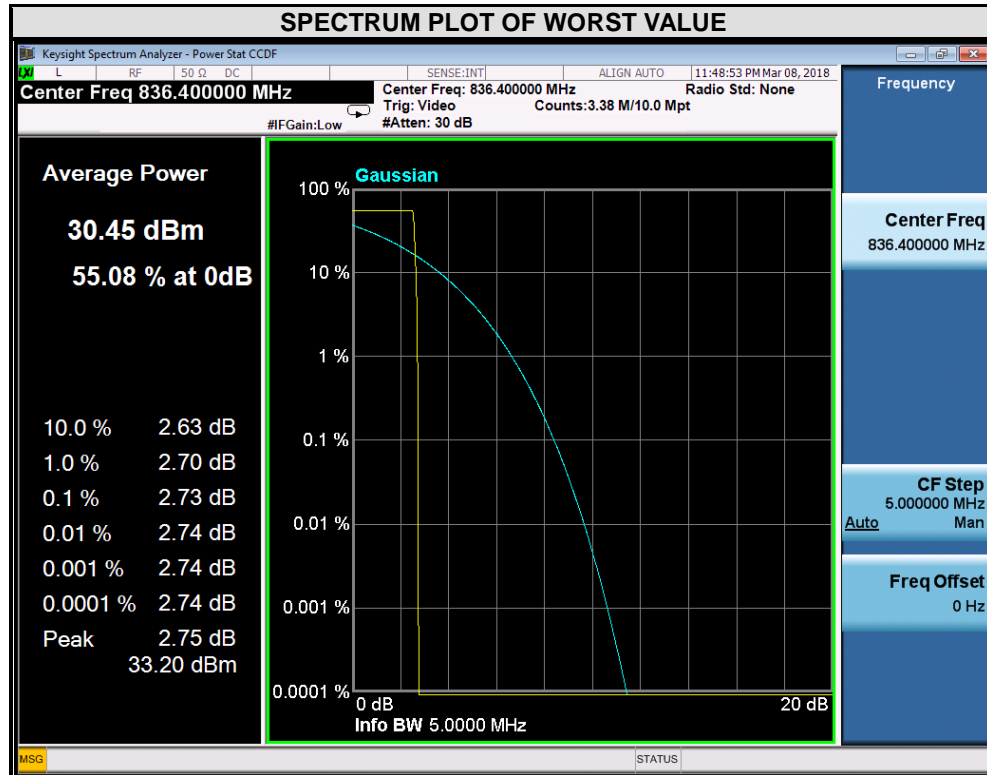 SPECTRUM PLOT OF WORST VALUE
Keysight Spectrum Analyzer - Power Stat CCDF
LXI L RF 50 Ω DC SENSE:INT ALIGN AUTO 11:48:53 PM Mar 08, 2018
Center Freq 836.400000 MHz
Center Freq: 836.400000 MHz Radio Std: None
Trig: Video Counts:3.38 M/10.0 Mpt
#IFGain:Low #Atten: 30 dB
Frequency
Average Power
30.45 dBm
55.08 % at 0dB
10.0 % 2.63 dB
1.0 % 2.70 dB
0.1 % 2.73 dB
0.01 % 2.74 dB
0.001 % 2.74 dB
0.0001 % 2.74 dB
Peak 2.75 dB
33.20 dBm
Gaussian
100 %
10 %
1 %
0.1 %
0.01 %
0.001 %
0.0001 %
0 dB 20 dB
Info BW 5.0000 MHz
Center Freq
836.400000 MHz
CF Step
5.000000 MHz
Auto Man
Freq Offset
0 Hz
MSG STATUS